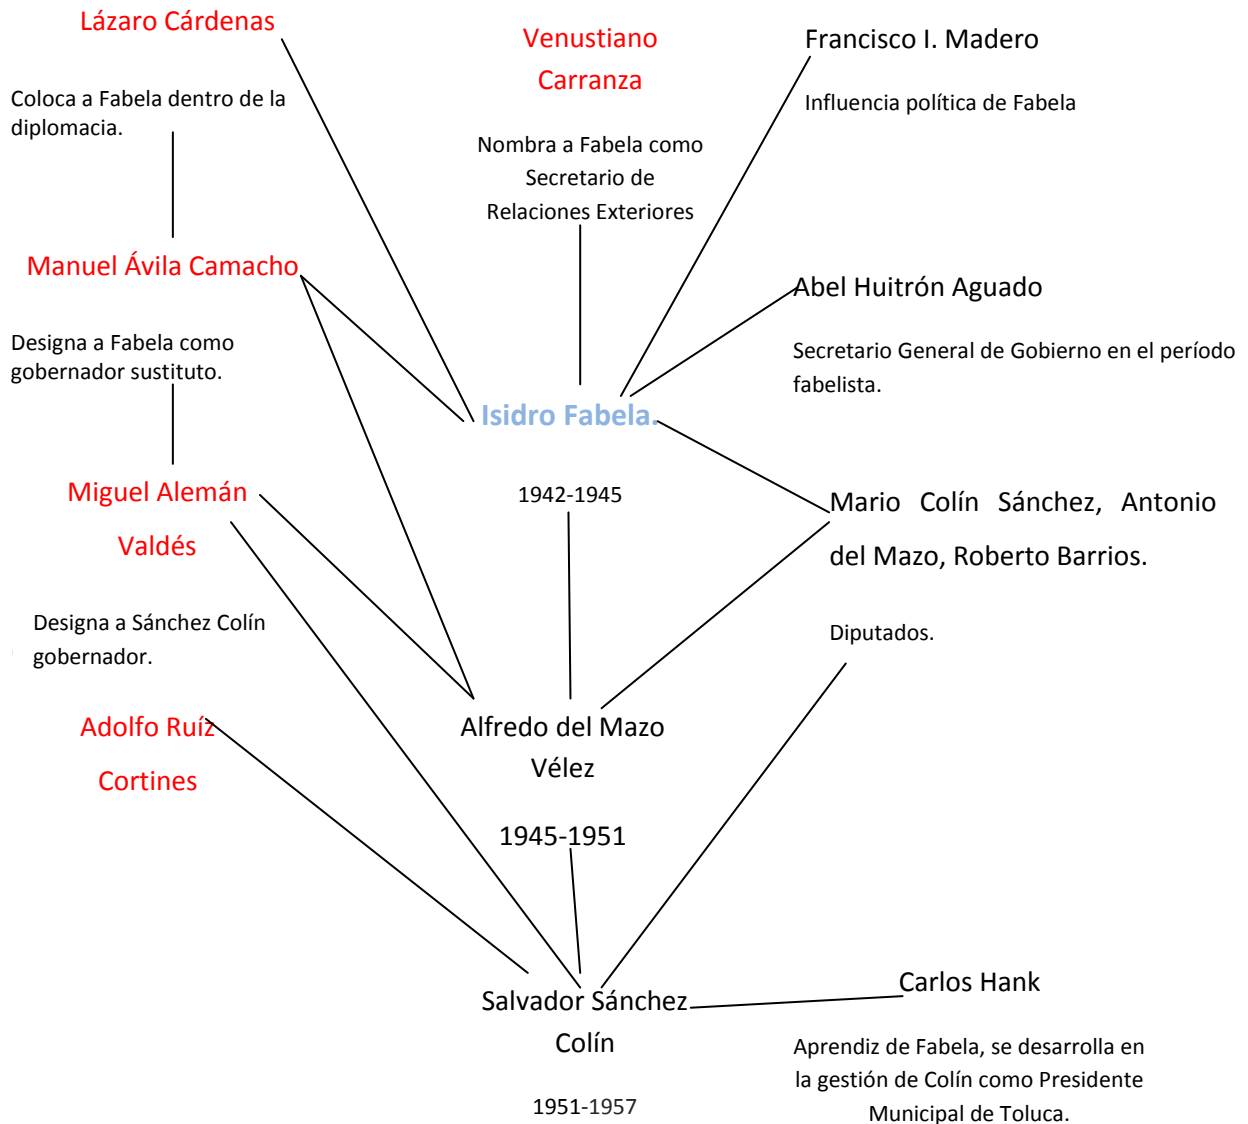 Lázaro Cárdenas
Coloca a Fabela dentro de la
diplomacia.
Manuel Ávila Camacho
Designa a Fabela como
gobernador sustituto.
Miguel Alemán
Valdés
Designa a Sánchez Colín
gobernador.
Adolfo Ruíz
Cortines
Venustiano
Carranza
Nombra a Fabela como
Secretario de
Relaciones Exteriores
Isidro Fabela.
1942-1945
Alfredo del Mazo
Vélez
1945-1951
Salvador Sánchez
Colín
1951-1957
Francisco I. Madero
Influencia política de Fabela
Abel Huitrón Aguado
Secretario General de Gobierno en el período
fabelista.
Mario Colín Sánchez, Antonio
del Mazo, Roberto Barrios.
Diputados.
Carlos Hank
Aprendiz de Fabela, se desarrolla en
la gestión de Colín como Presidente
Municipal de Toluca.